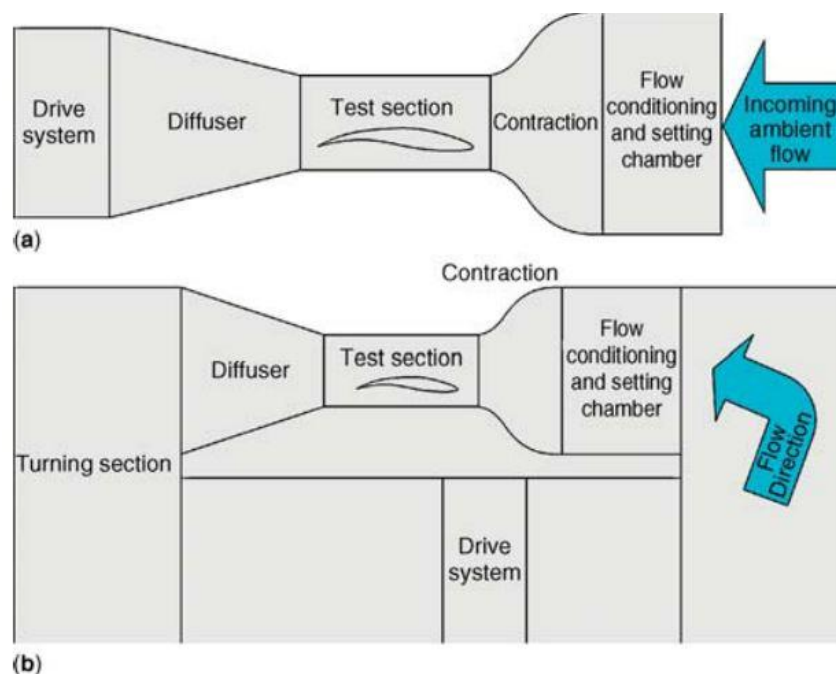 Drive
system
Diffuser
Test section
Contraction
Flow
conditioning
and setting
chamber
Incoming
ambient
flow
(a)
Contraction
Turning section
Diffuser
Test section
Flow
conditioning
and setting
chamber
Flow
Direction
Drive
system
(b)